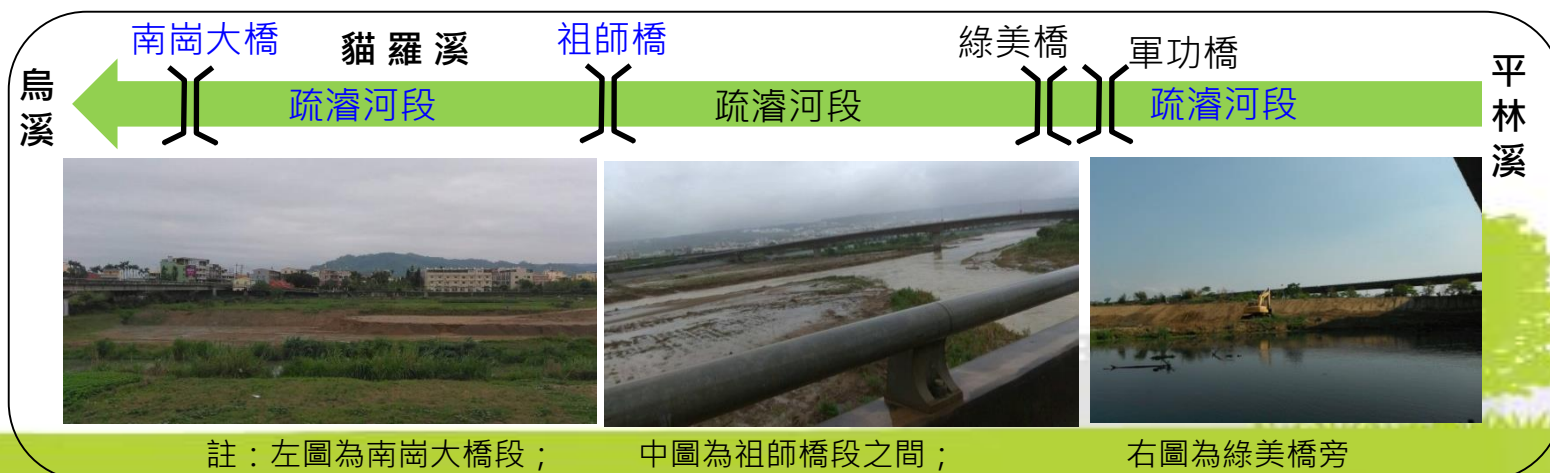 南崗大橋
貓羅溪
祖師橋
綠美橋
軍功橋
烏溪
疏濬河段
疏濬河段
疏濬河段
平林溪
註：左圖為南崗大橋段； 中圖為祖師橋段之間； 右圖為綠美橋旁